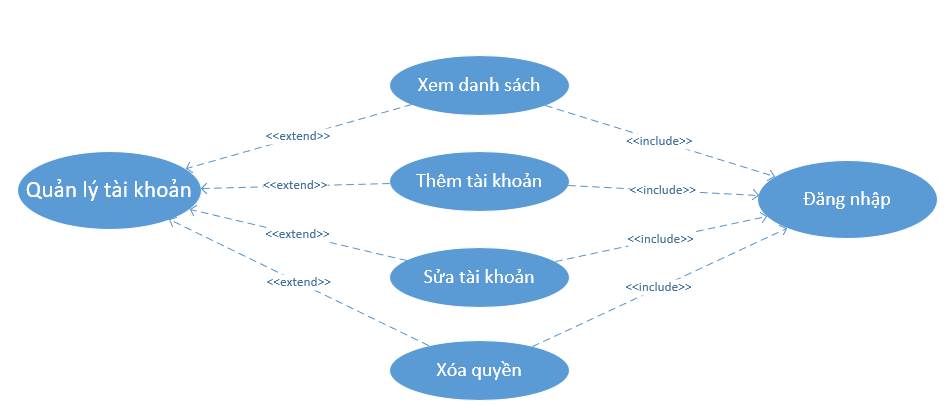 Xem danh sách
<<extend>>
<<include>>
Quản lý tài khoản
<<extend>>
Thêm tài khoản
<<include>>
Đăng nhập
<<extend>>
<<include>>
Sửa tài khoản
<<extend>>
<<include>>
Xóa quyền